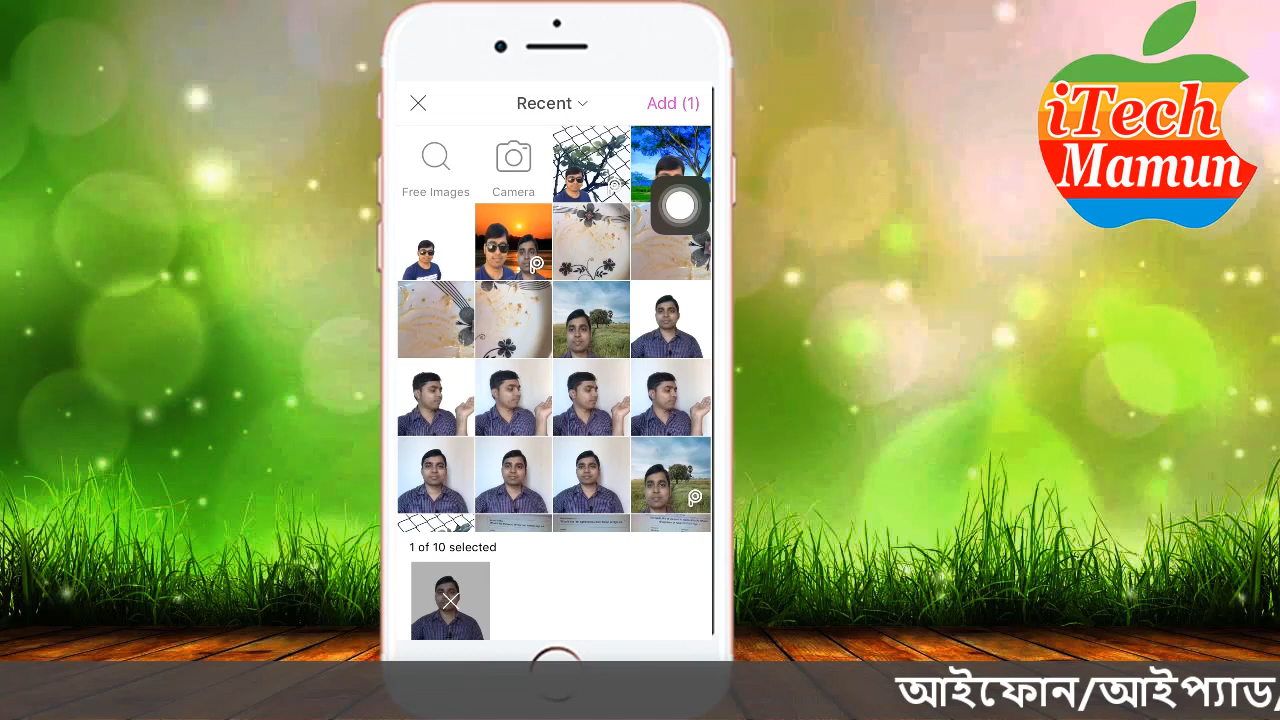 Recent
Add (1)
Free Images
Camera
1 of 10 selected
iTech
Mamun
আইফোন/আইপ্যাড/